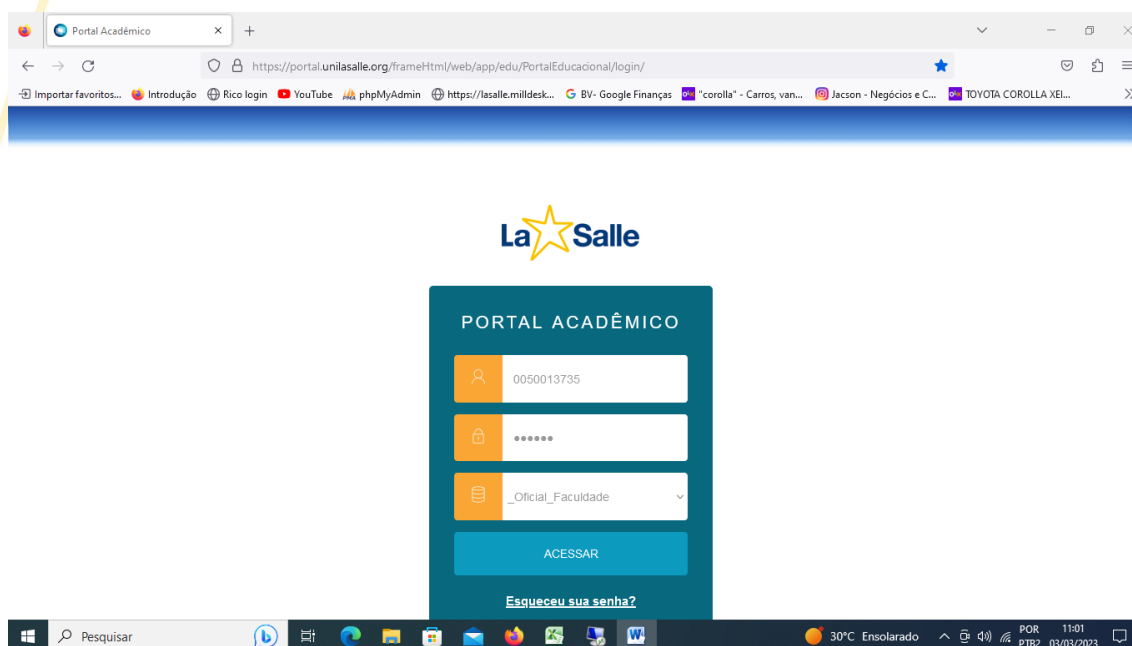 Portal Acadêmico
https://portal.unilasalle.org/frameHtml/web/app/edu/PortalEducacional/login/
Importar favoritos... Introdução Rico login YouTube phpMyAdmin https://lasalle.milldesk... BV- Google Finanças "corolla" - Carros, van... Jacson - Negócios e C... TOYOTA COROLLA XEI...
La Salle
PORTAL ACADÊMICO
0050013735
_Oficial_Faculdade
ACESSAR
Esqueceu sua senha?
Pesquisar 30°C Ensolarado POR 11:01
PTB2 03/03/2023